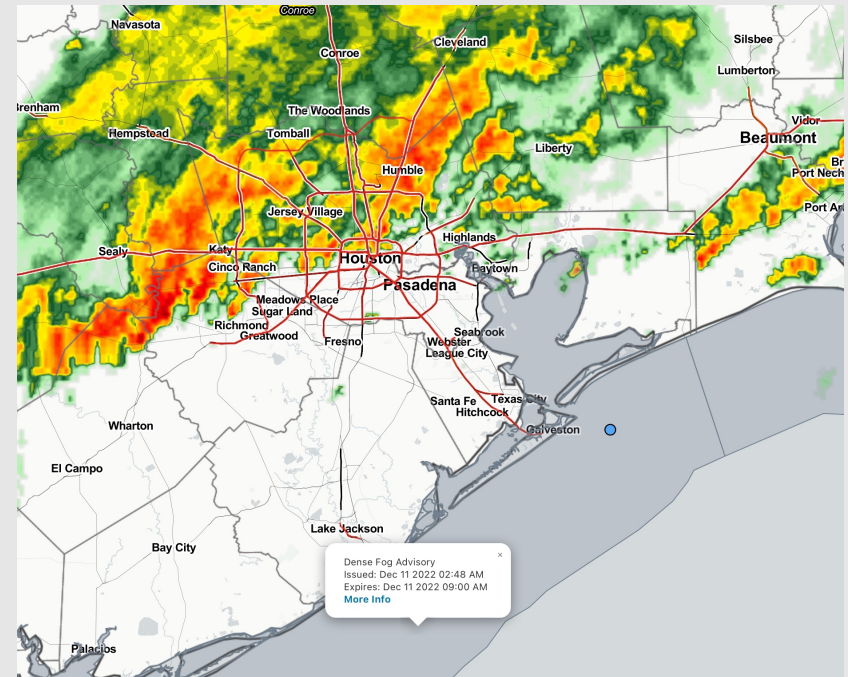 Conroe
Navasota
Silsbee
Cleveland
Conroe
Lumberton
Brenham
The Woodlands
Vidor
Hempstead
Tomball
Beaumont
Liberty
Br
Humble
Port Nech
Port Ar
Jersey Village
Highlands
Sealy
Katy
Houston
Cinco Ranch
Baytown
Pasadena
Meadows Place
Sugar Land
Richmond
Seabrook
Greatwood
Fresno
Webster
League City
Santa Fe
Texas City
Hitchcock
Wharton
Galveston
El Campo
Lake Jackson
Bay City
×
Dense Fog Advisory
Issued: Dec 11 2022 02:48 AM
Expires: Dec 11 2022 09:00 AM
More Info
Palacios